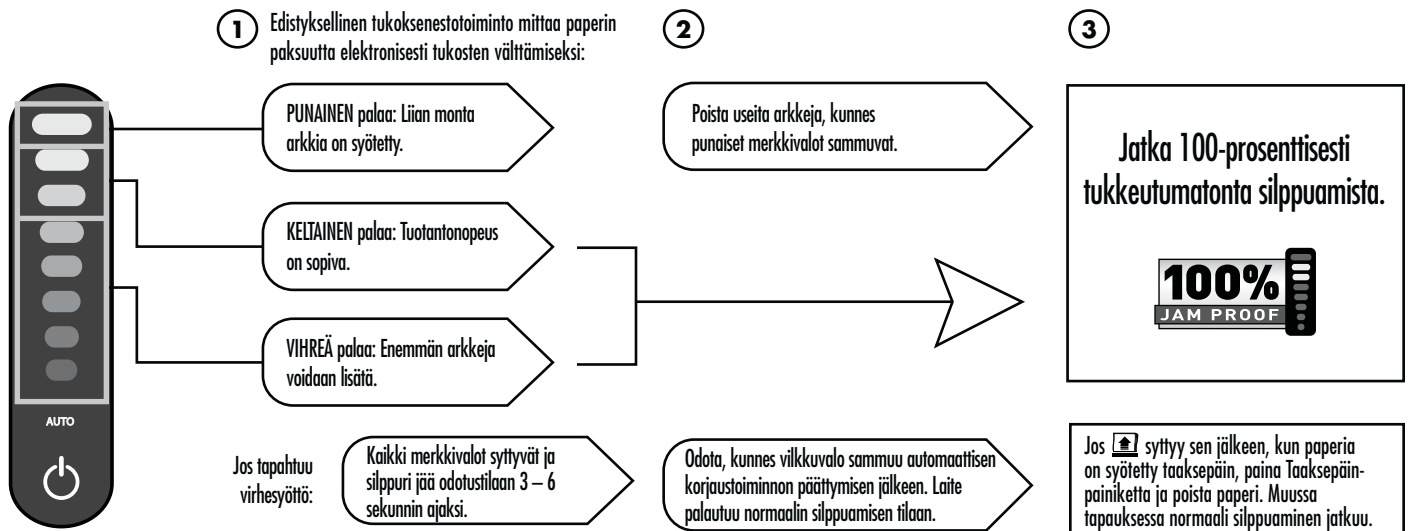 1
Edistyksellinen tukoksenestotoiminto mittaa paperin
paksuutta elektronisesti tukosten välttämiseksi:
2
3
PUNAINEN palaa: Liian monta
arkkia on syötetty.
Poista useita arkkeja, kunnes
punaiset merkkivalot sammuvat.
Jatka 100-prosenttisesti
tukkeutumatonta silppuamista.
KELTAINEN palaa: Tuotantonopeus
on sopiva.
100%
JAM PROOF
VIHREÄ palaa: Enemmän arkkeja
voidaan lisätä.
AUTO
Jos tapahtuu
virhesyöttö:
Kaikki merkkivalot syttyvät ja
silppuri jää odotustilaan 3 – 6
sekunnin ajaksi.
Odota, kunnes vilkkuvalo sammuu automaattisen
korjaustoiminnon päättymisen jälkeen. Laite
palautuu normaalin silppuamisen tilaan.
Jos syttyy sen jälkeen, kun paperia
on syötetty taaksepäin, paina Taaksepäin-
painiketta ja poista paperi. Muussa
tapauksessa normaali silppuaminen jatkuu.